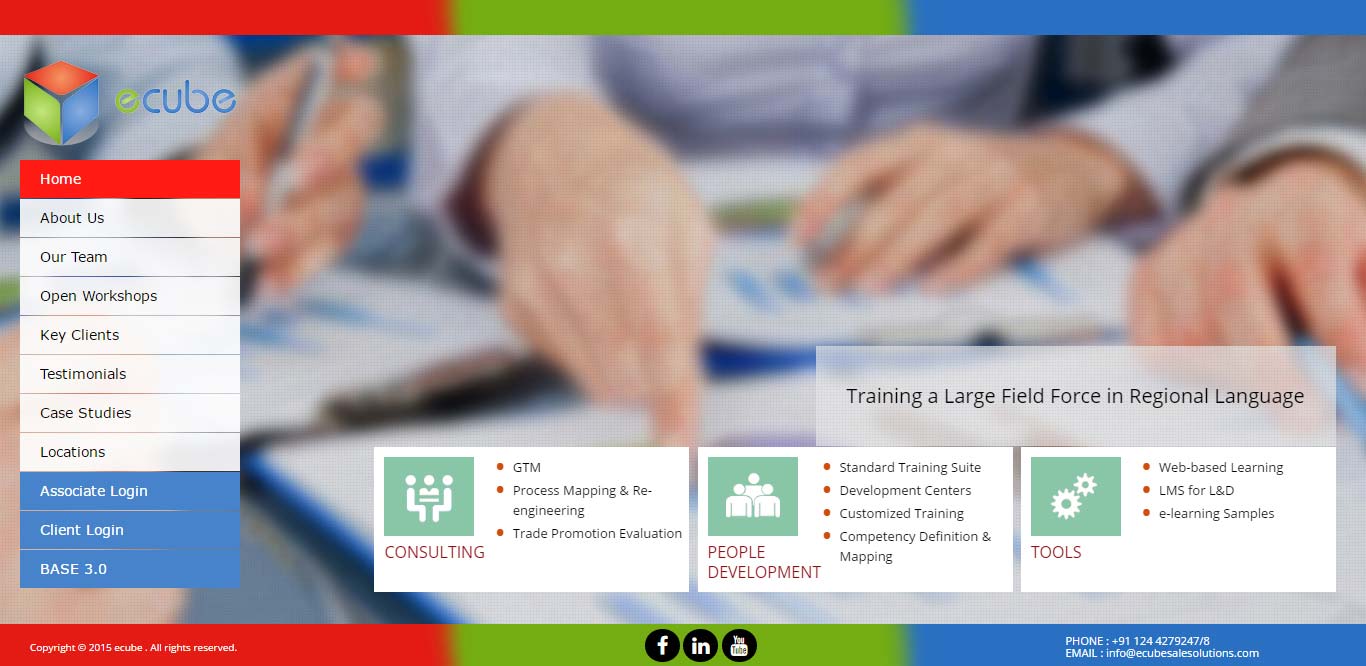 ecube
Home
About Us
Our Team
Open Workshops
Key Clients
Testimonials
Case Studies
Locations
Associate Login
Client Login
BASE 3.0
Training a Large Field Force in Regional Language
CONSULTING
GTM
Process Mapping & Re-
engineering
Trade Promotion Evaluation
PEOPLE
DEVELOPMENT
Standard Training Suite
Development Centers
Customized Training
Competency Definition &
Mapping
TOOLS
Web-based Learning
LMS for L&D
e-learning Samples
Copyright © 2015 ecube . All rights reserved.
f
in
You
Tube
PHONE : +91 124 4279247/8
EMAIL : info@ecubesalesolutions.com